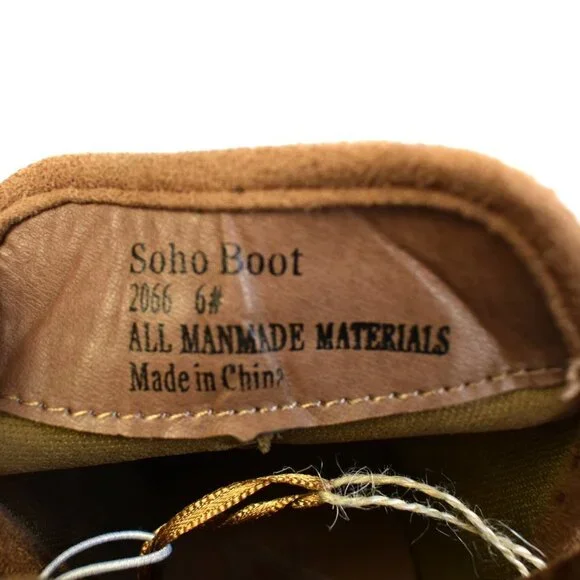 Soho Boot
2066 6#
ALL MANMADE MATERIALS
Made in China